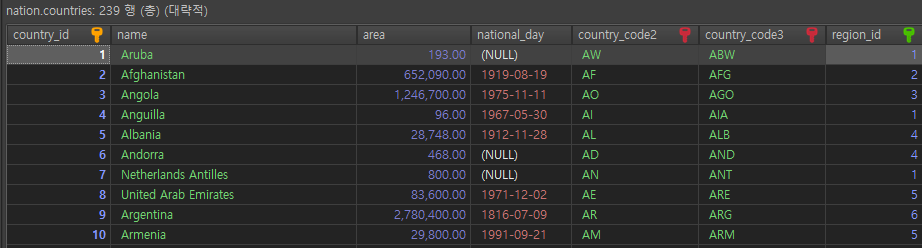 nation.countries: 239 행 (총) (대략적)
country_id name area national_day country_code2 country_code3 region_id
1 Aruba 193.00 (NULL) AW ABW 1
2 Afghanistan 652,090.00 1919-08-19 AF AFG 2
3 Angola 1,246,700.00 1975-11-11 AO AGO 3
4 Anguilla 96.00 1967-05-30 AI AIA 1
5 Albania 28,748.00 1912-11-28 AL ALB 4
6 Andorra 468.00 (NULL) AD AND 4
7 Netherlands Antilles 800.00 (NULL) AN ANT 1
8 United Arab Emirates 83,600.00 1971-12-02 AE ARE 5
9 Argentina 2,780,400.00 1816-07-09 AR ARG 6
10 Armenia 29,800.00 1991-09-21 AM ARM 5